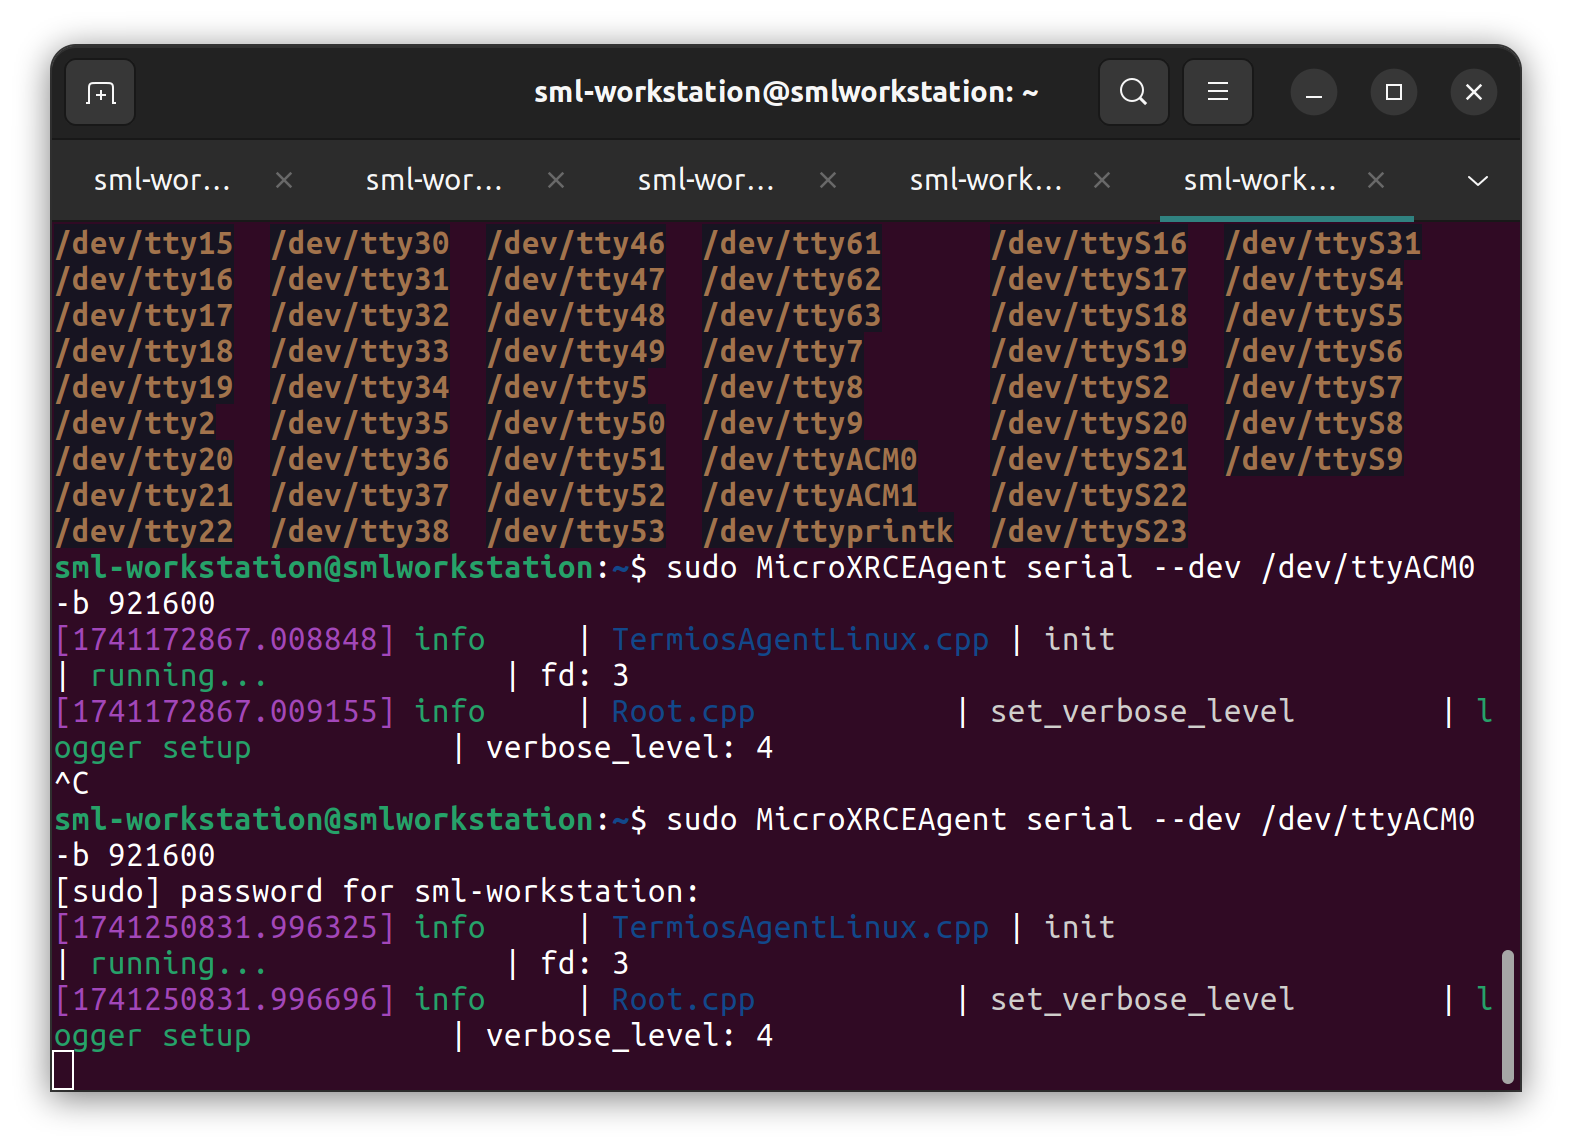 sml-workstation@smlworkstation: ~
sml-wor... sml-wor... sml-wor... sml-work... sml-work...
/dev/tty15 /dev/tty30 /dev/tty46 /dev/tty61 /dev/ttyS16 /dev/ttyS31
/dev/tty16 /dev/tty31 /dev/tty47 /dev/tty62 /dev/ttyS17 /dev/ttyS4
/dev/tty17 /dev/tty32 /dev/tty48 /dev/tty63 /dev/ttyS18 /dev/ttyS5
/dev/tty18 /dev/tty33 /dev/tty49 /dev/tty7 /dev/ttyS19 /dev/ttyS6
/dev/tty19 /dev/tty34 /dev/tty5 /dev/tty8 /dev/ttyS2 /dev/ttyS7
/dev/tty2 /dev/tty35 /dev/tty50 /dev/tty9 /dev/ttyS20 /dev/ttyS8
/dev/tty20 /dev/tty36 /dev/tty51 /dev/ttyACM0 /dev/ttyS21 /dev/ttyS9
/dev/tty21 /dev/tty37 /dev/tty52 /dev/ttyACM1 /dev/ttyS22
/dev/tty22 /dev/tty38 /dev/tty53 /dev/ttyprintk /dev/ttyS23
sml-workstation@smlworkstation:~$ sudo MicroXRCEAgent serial --dev /dev/ttyACM0
-b 921600
[1741172867.008848] info | TermiosAgentLinux.cpp | init
| running... | fd: 3
[1741172867.009155] info | Root.cpp | set_verbose_level | l
ogger setup | verbose_level: 4
^C
sml-workstation@smlworkstation:~$ sudo MicroXRCEAgent serial --dev /dev/ttyACM0
-b 921600
[sudo] password for sml-workstation:
[1741250831.996325] info | TermiosAgentLinux.cpp | init
| running... | fd: 3
[1741250831.996696] info | Root.cpp | set_verbose_level | l
ogger setup | verbose_level: 4